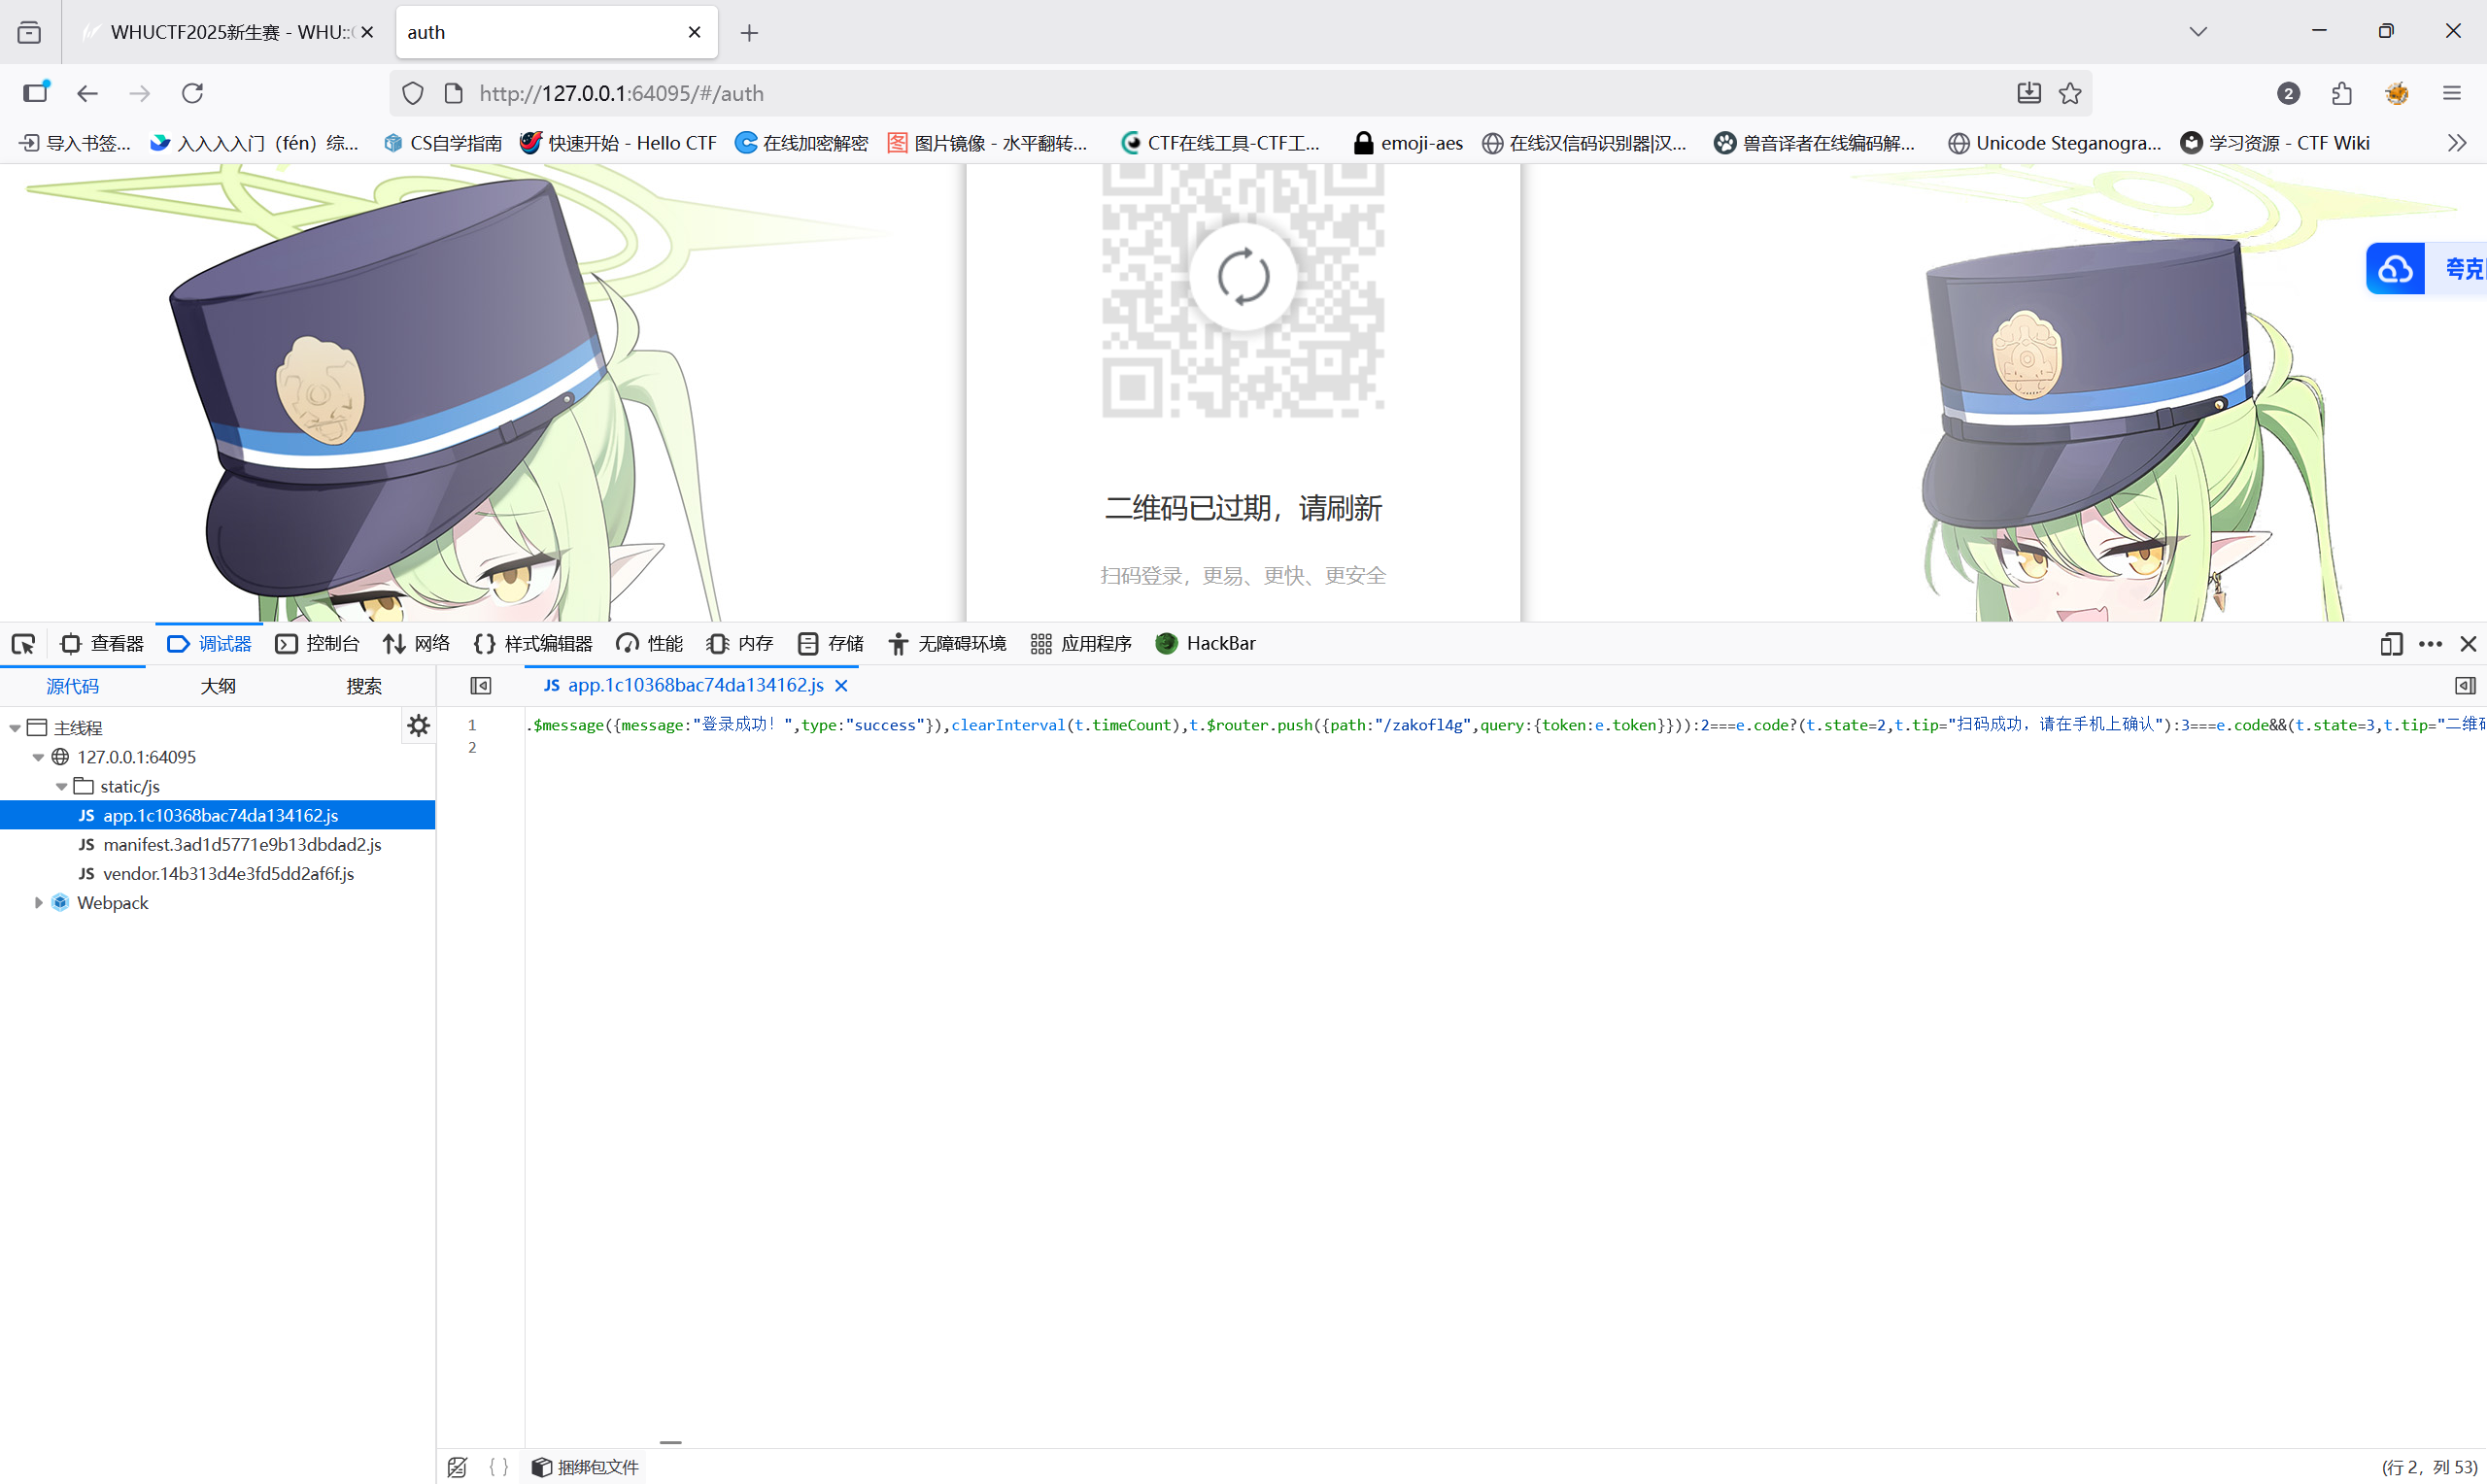 WHUCTF2025新生赛 - WHU::
auth
http://127.0.0.1:64095/#/auth
2
导入书签...
入入入入门（fén）综...
CS自学指南
快速开始 - Hello CTF
在线加密解密
图片镜像 - 水平翻转...
CTF在线工具-CTF工...
emoji-aes
在线汉信码识别器|汉...
兽音译者在线编码解...
Unicode Steganogra...
学习资源 - CTF Wiki
夸克
二维码已过期，请刷新
扫码登录，更易、更快、更安全
查看器
调试器
控制台
网络
样式编辑器
性能
内存
存储
无障碍环境
应用程序
HackBar
源代码
大纲
搜索
JS app.1c10368bac74da134162.js
主线程
127.0.0.1:64095
static/js
JS app.1c10368bac74da134162.js
JS manifest.3ad1d5771e9b13dbdad2.js
JS vendor.14b313d4e3fd5dd2af6f.js
Webpack
1 .$message({message:"登录成功！",type:"success"}),clearInterval(t.timeCount),t.$router.push({path:"/zakofl4g",query:{token:e.token}})):2===e.code?(t.state=2,t.tip="扫码成功，请在手机上确认"):3===e.code&&(t.state=3,t.tip="二维码
2
捆绑包文件
(行 2，列 53)